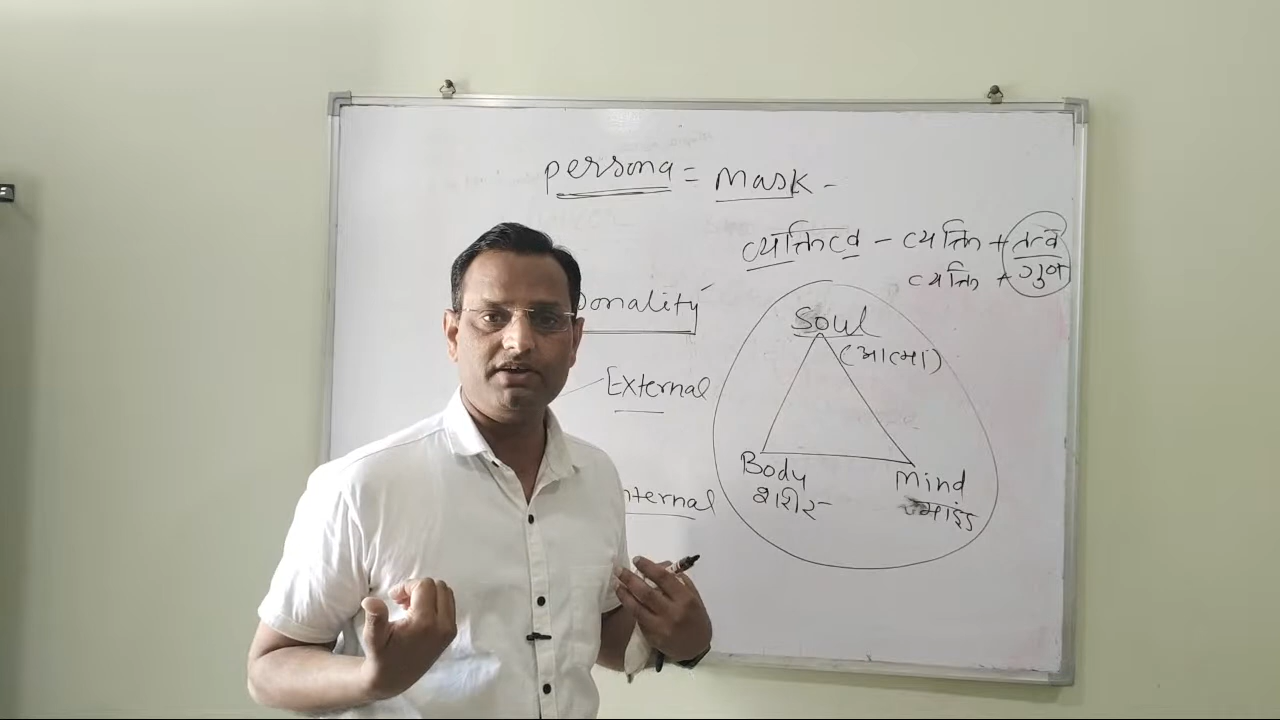 persona = Mask -
व्यक्तित्व - व्यक्ति + तत्व
व्यक्ति + गुण
onality
Soul
(आत्मा)
External
Body
शरीर
Mind
माइंड
nternal